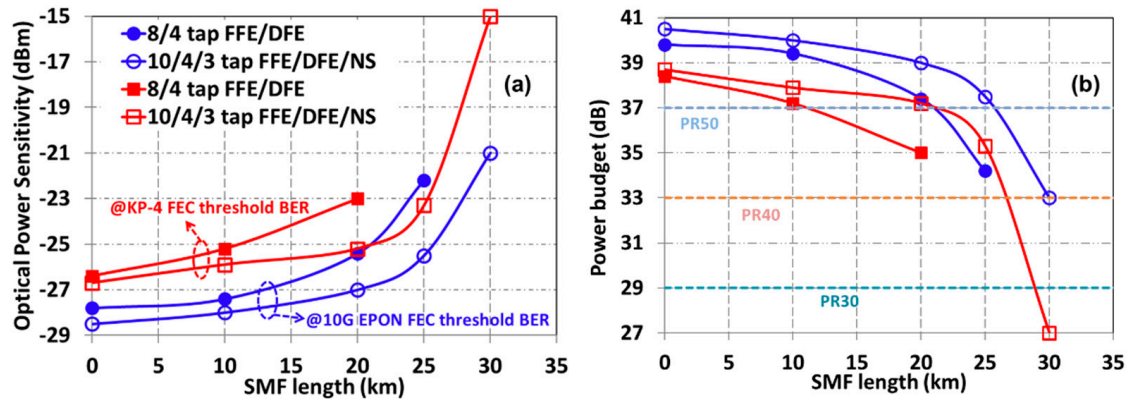 Optical Power Sensitivity (dBm)
-15
-17
-19
-21
-23
-25
-27
-29
8/4 tap FFE/DFE
10/4/3 tap FFE/DFE/NS
8/4 tap FFE/DFE
10/4/3 tap FFE/DFE/NS
(a)
@KP-4 FEC threshold BER
@10G EPON FEC threshold BER
0 5 10 15 20 25 30 35
SMF length (km)
Power budget (dB)
41
39
37
35
33
31
29
27
(b)
PR50
PR40
PR30
0 5 10 15 20 25 30 35
SMF length (km)